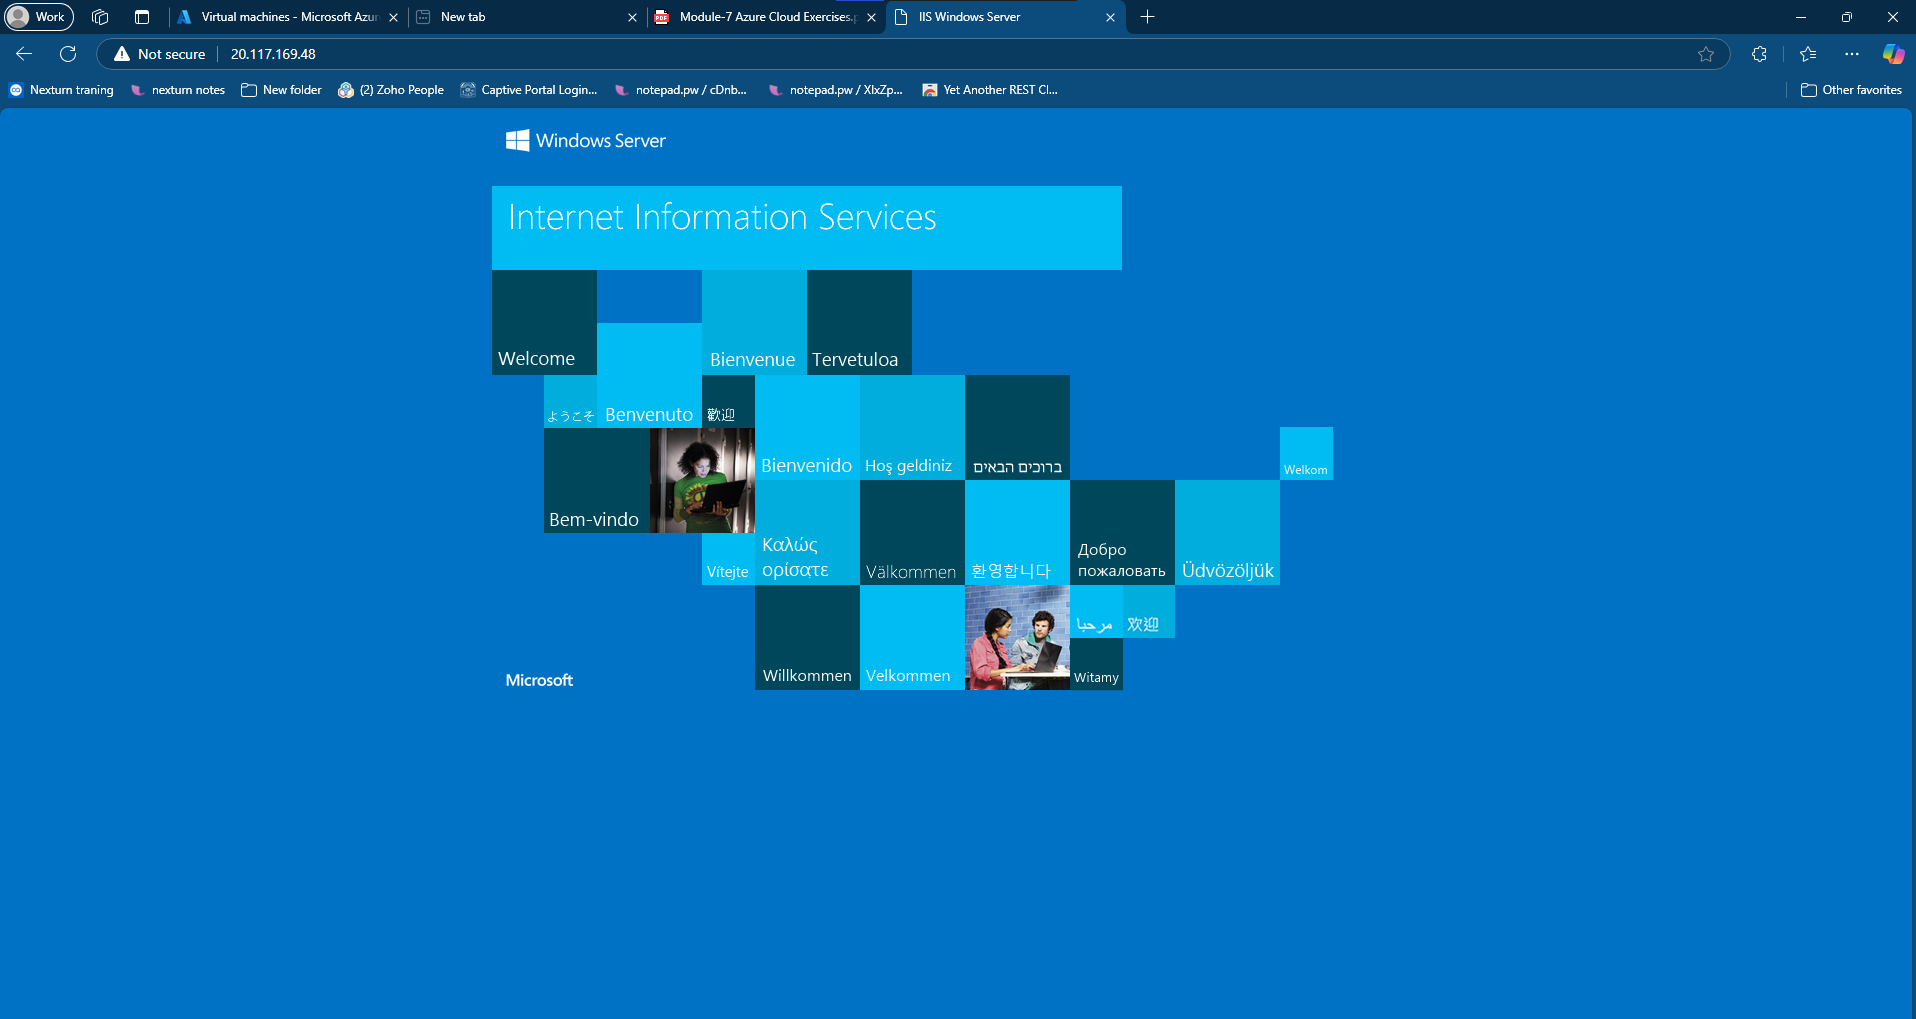 Work
Virtual machines - Microsoft Azur
New tab
Module-7 Azure Cloud Exercises.p
IIS Windows Server
Not secure
20.117.169.48
Nexturn traning
nexturn notes
New folder
(2) Zoho People
Captive Portal Login...
notepad.pw / cDnb...
notepad.pw / XlxZp...
Yet Another REST Cl...
Other favorites
Windows Server
Internet Information Services
Welcome
Bienvenue
Tervetuloa
ようこそ
Benvenuto
歡迎
Bienvenido
Hoş geldiniz
ברוכים הבאים
Welkom
Bem-vindo
Vítejte
Καλώς
ορίσατε
Välkommen
환영합니다
Добро
пожаловать
Üdvözöljük
مرحبا
欢迎
Willkommen
Velkommen
Witamy
Microsoft